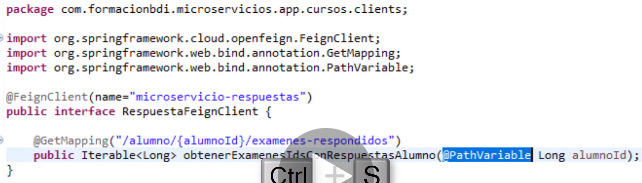 package com.formacionbdi.microservicios.app.cursos.clients;
import org.springframework.cloud.openfeign.FeignClient;
import org.springframework.web.bind.annotation.GetMapping;
import org.springframework.web.bind.annotation.PathVariable;
@FeignClient(name="microservicio-respuestas")
public interface RespuestaFeignClient {
@GetMapping("/alumno/{alumnoId}/examenes-respondidos")
public Iterable<Long> obtenerExamenesIdsConRespuestasAlumno(@PathVariable Long alumnoId);
}
Ctrl + S